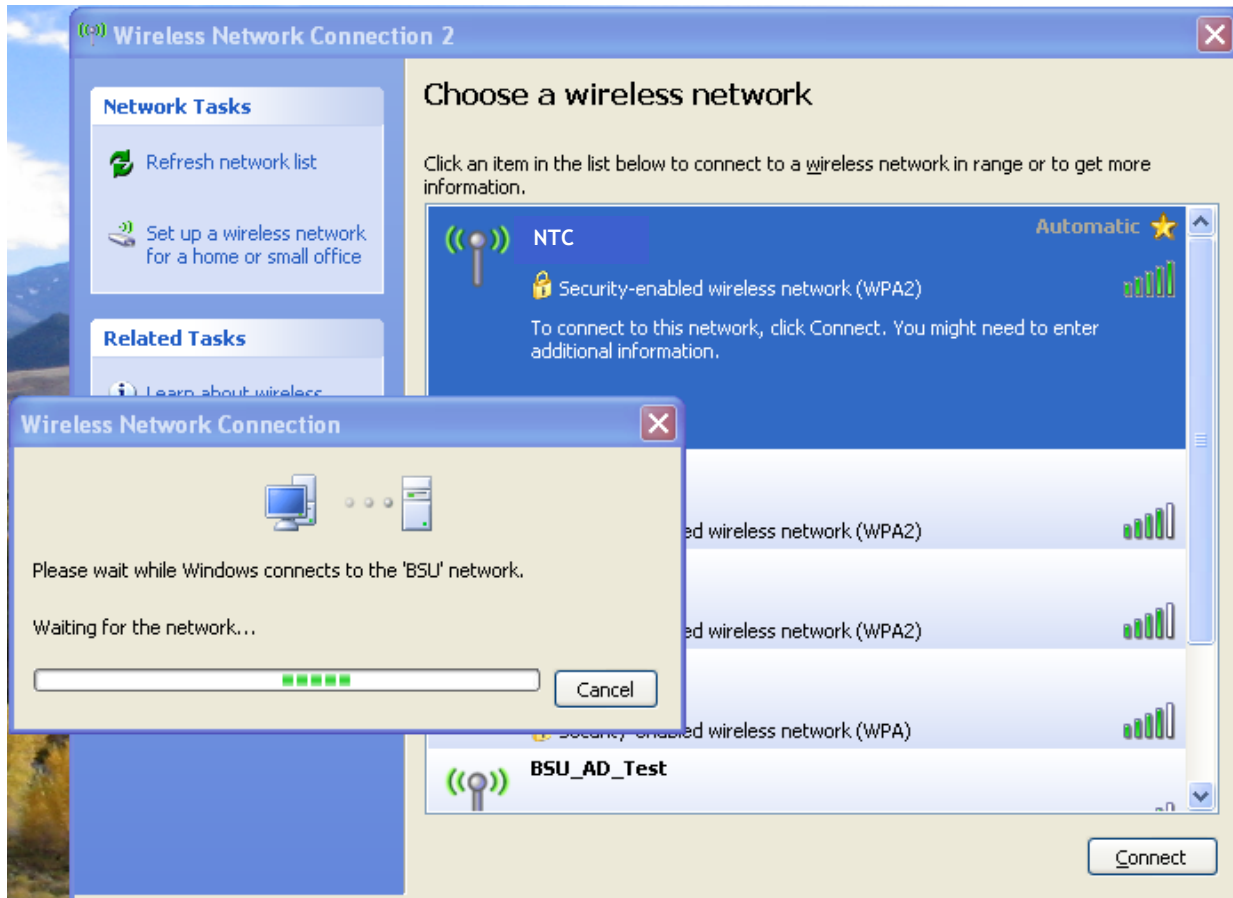 Wireless Network Connection 2
Network Tasks
Refresh network list
Set up a wireless network
for a home or small office
Related Tasks
Learn about wireless
Choose a wireless network
Click an item in the list below to connect to a wireless network in range or to get more
information.
NTC
Automatic
Security-enabled wireless network (WPA2)
To connect to this network, click Connect. You might need to enter
additional information.
wireless network (WPA2)
wireless network (WPA2)
Security-enabled wireless network (WPA)
BSU_AD_Test
Connect
Wireless Network Connection
Please wait while Windows connects to the 'BSU' network.
Waiting for the network...
Cancel